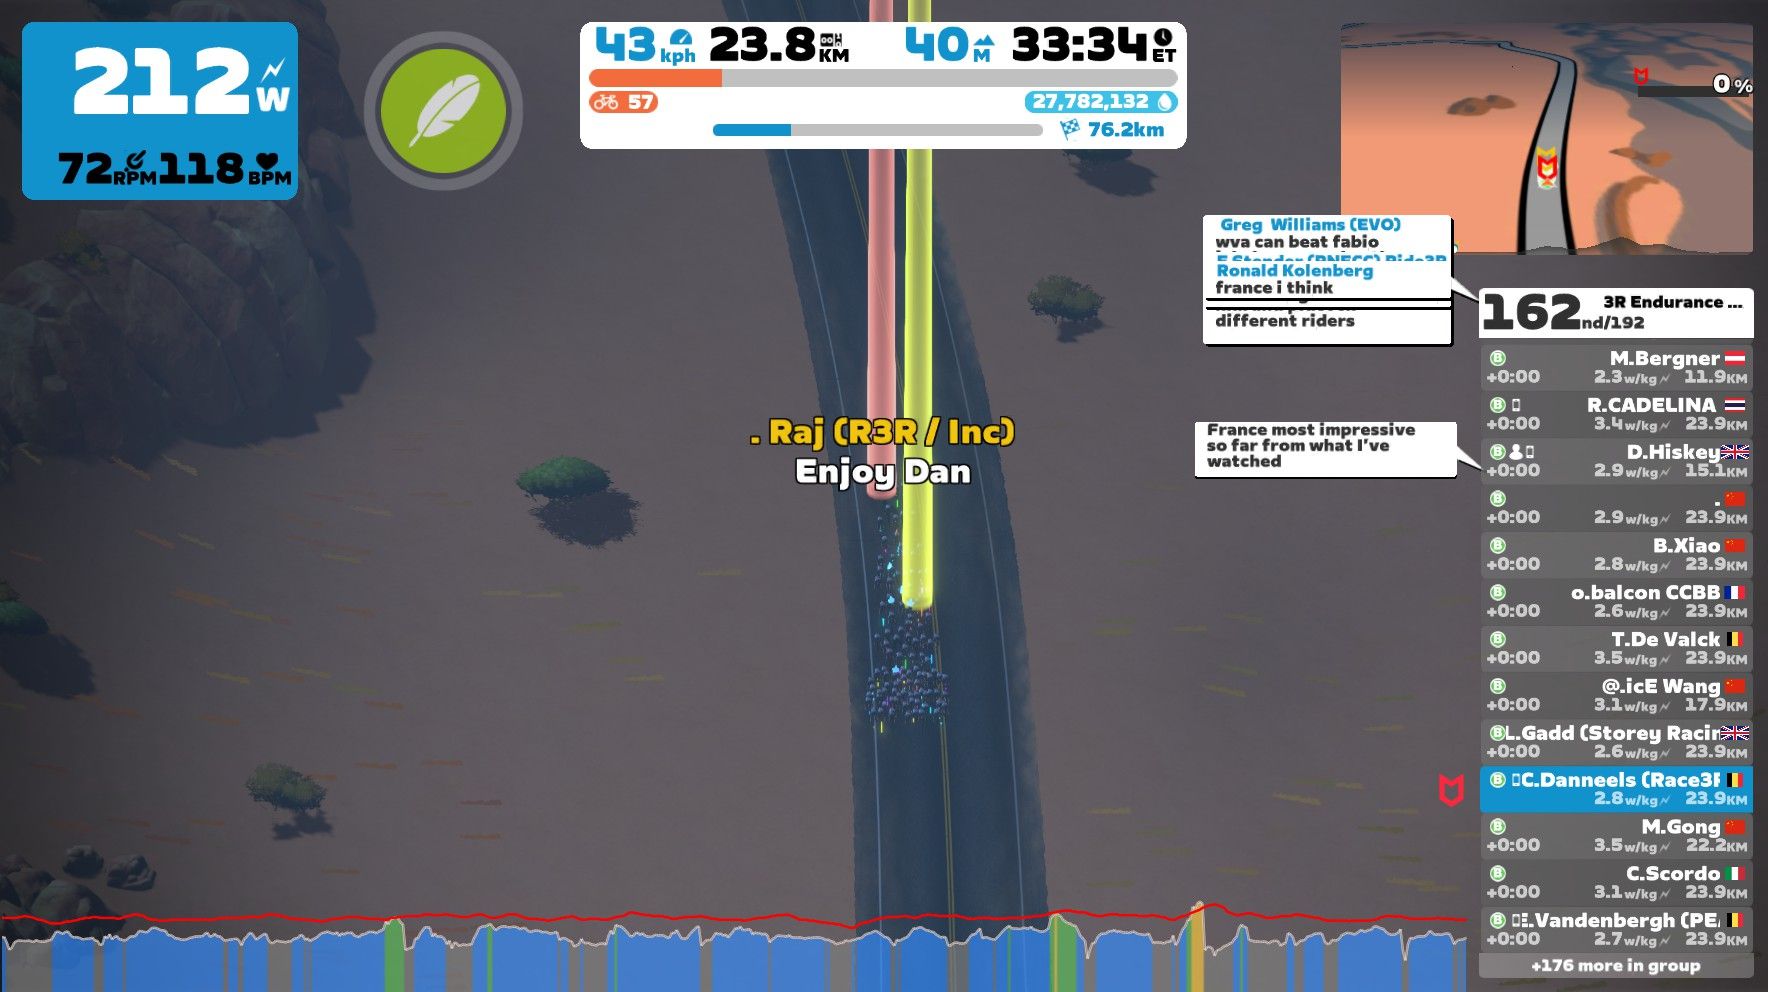 212W
72RPM 118BPM
43kph 23.8KM 40M 33:34ET
57
27,782,132
76.2km
0%
Greg Williams (EVO)
wva can beat fabio
Ronald Kolenberg
france i think
different riders
162nd/192
3R Endurance ...
M.Bergner
+0:00 2.3w/kg 11.9KM
R.CADELINA
+0:00 3.4w/kg 23.9KM
France most impressive
so far from what I've
watched
B D.Hiskey
+0:00 2.9w/kg 15.1KM
B .
+0:00 2.9w/kg 23.9KM
B B.Xiao
+0:00 2.8w/kg 23.9KM
B o.balcon CCBB
+0:00 2.6w/kg 23.9KM
B T.De Valck
+0:00 3.5w/kg 23.9KM
B @.icE Wang
+0:00 3.1w/kg 17.9KM
B L.Gadd (Storey Racin
+0:00 2.6w/kg 23.9KM
B C.Danneels (Race3R
2.8w/kg 23.9KM
B M.Gong
+0:00 3.5w/kg 22.2KM
B C.Scordo
+0:00 3.1w/kg 23.9KM
B .Vandenbergh (PE
+0:00 2.7w/kg 23.9KM
+176 more in group
. Raj (R3R / Inc)
Enjoy Dan